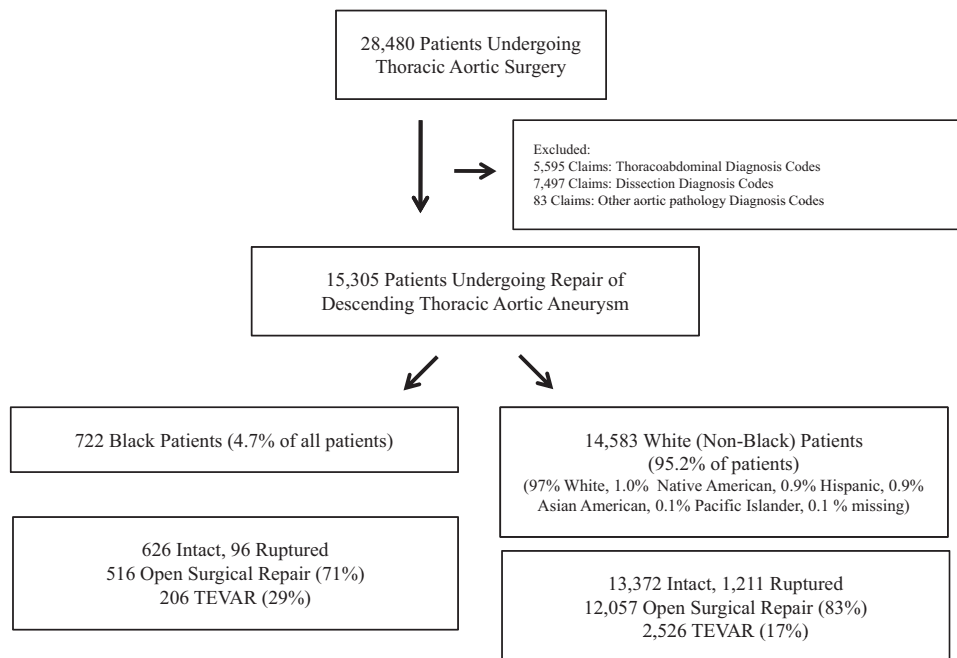 28,480 Patients Undergoing
Thoracic Aortic Surgery
Excluded:
5,595 Claims: Thoracoabdominal Diagnosis Codes
7,497 Claims: Dissection Diagnosis Codes
83 Claims: Other aortic pathology Diagnosis Codes
15,305 Patients Undergoing Repair of
Descending Thoracic Aortic Aneurysm
722 Black Patients (4.7% of all patients)
14,583 White (Non-Black) Patients
(95.2% of patients)
(97% White, 1.0% Native American, 0.9% Hispanic, 0.9%
Asian American, 0.1% Pacific Islander, 0.1 % missing)
626 Intact, 96 Ruptured
516 Open Surgical Repair (71%)
206 TEVAR (29%)
13,372 Intact, 1,211 Ruptured
12,057 Open Surgical Repair (83%)
2,526 TEVAR (17%)